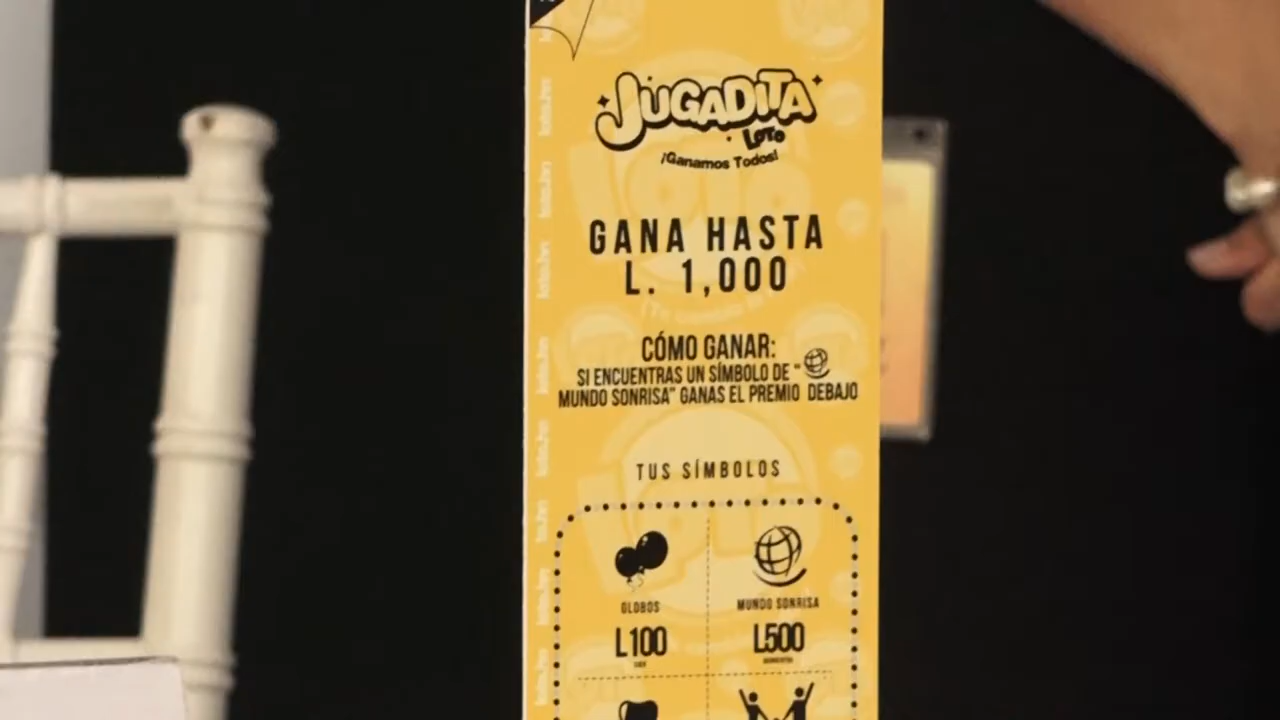 JUGADITA
LOTO
¡Ganamos Todos!
GANA HASTA
L. 1,000
CÓMO GANAR:
SI ENCUENTRAS UN SÍMBOLO DE "
MUNDO SONRISA" GANAS EL PREMIO DEBAJO
TUS SÍMBOLOS
GLOBOS MUNDO SONRISA
L100 L500